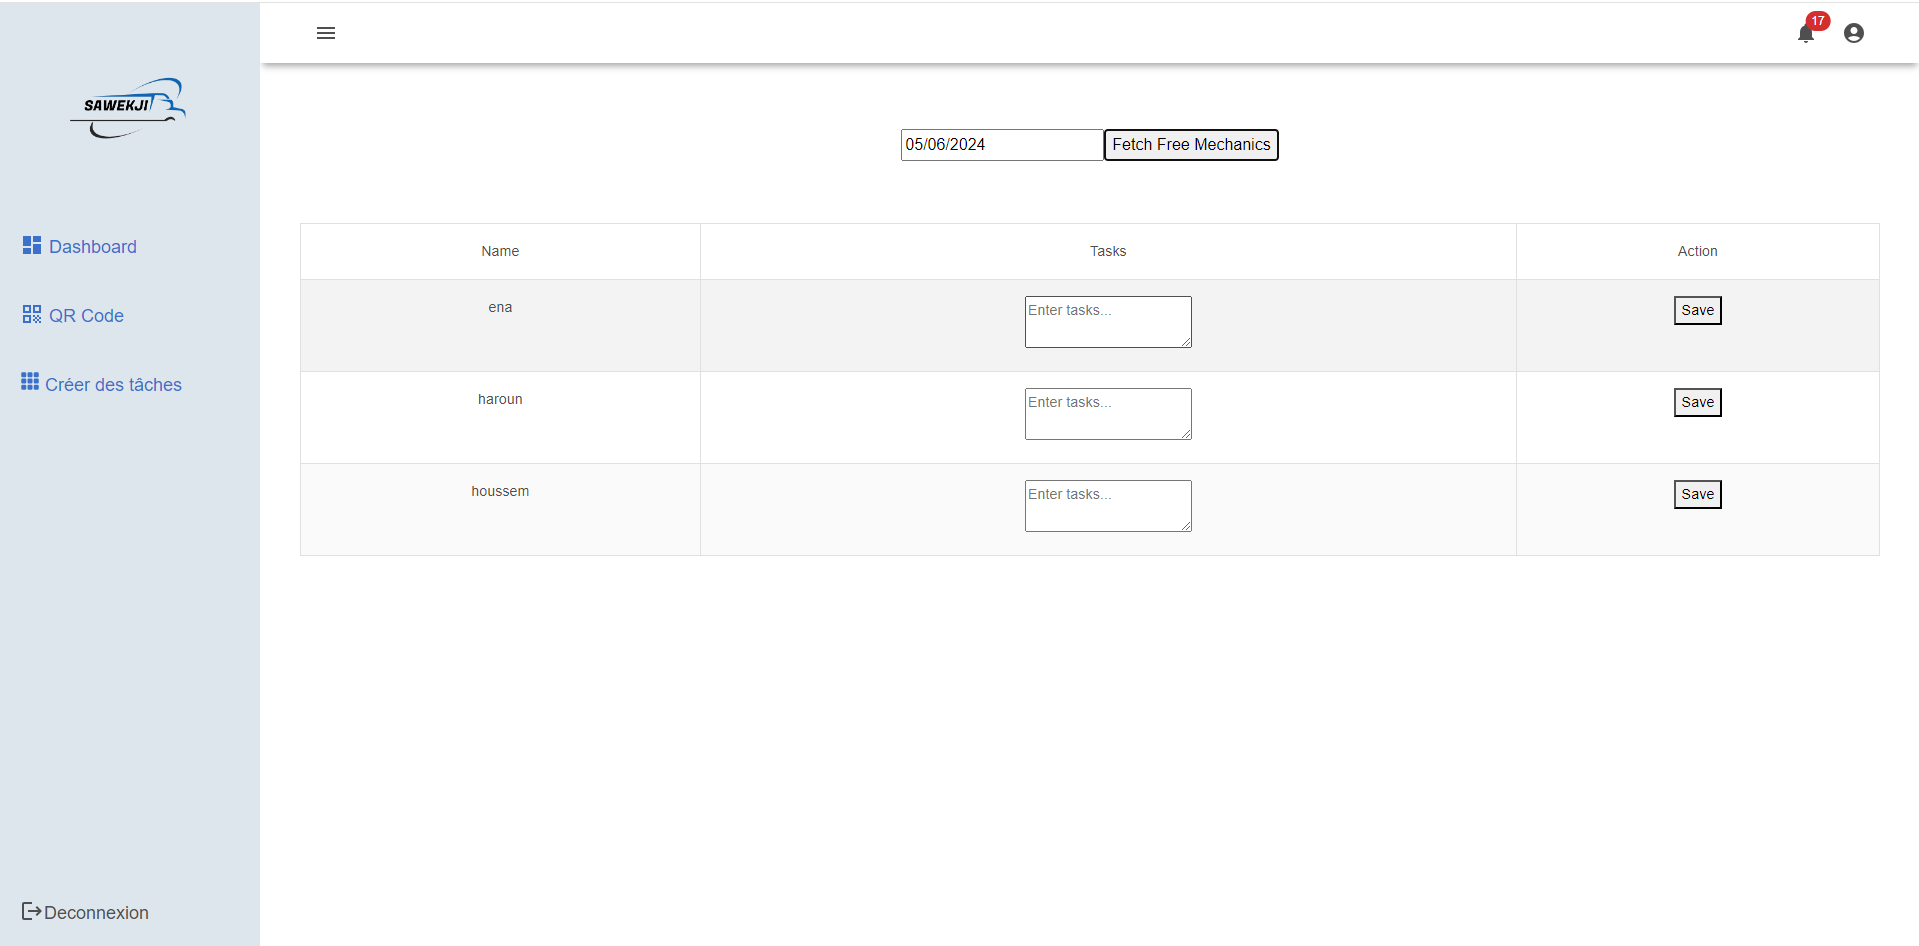 17
SAWEKJI
05/06/2024 Fetch Free Mechanics
Dashboard
QR Code
Créer des tâches
Name Tasks Action
ena Enter tasks... Save
haroun Enter tasks... Save
houssem Enter tasks... Save
Deconnexion